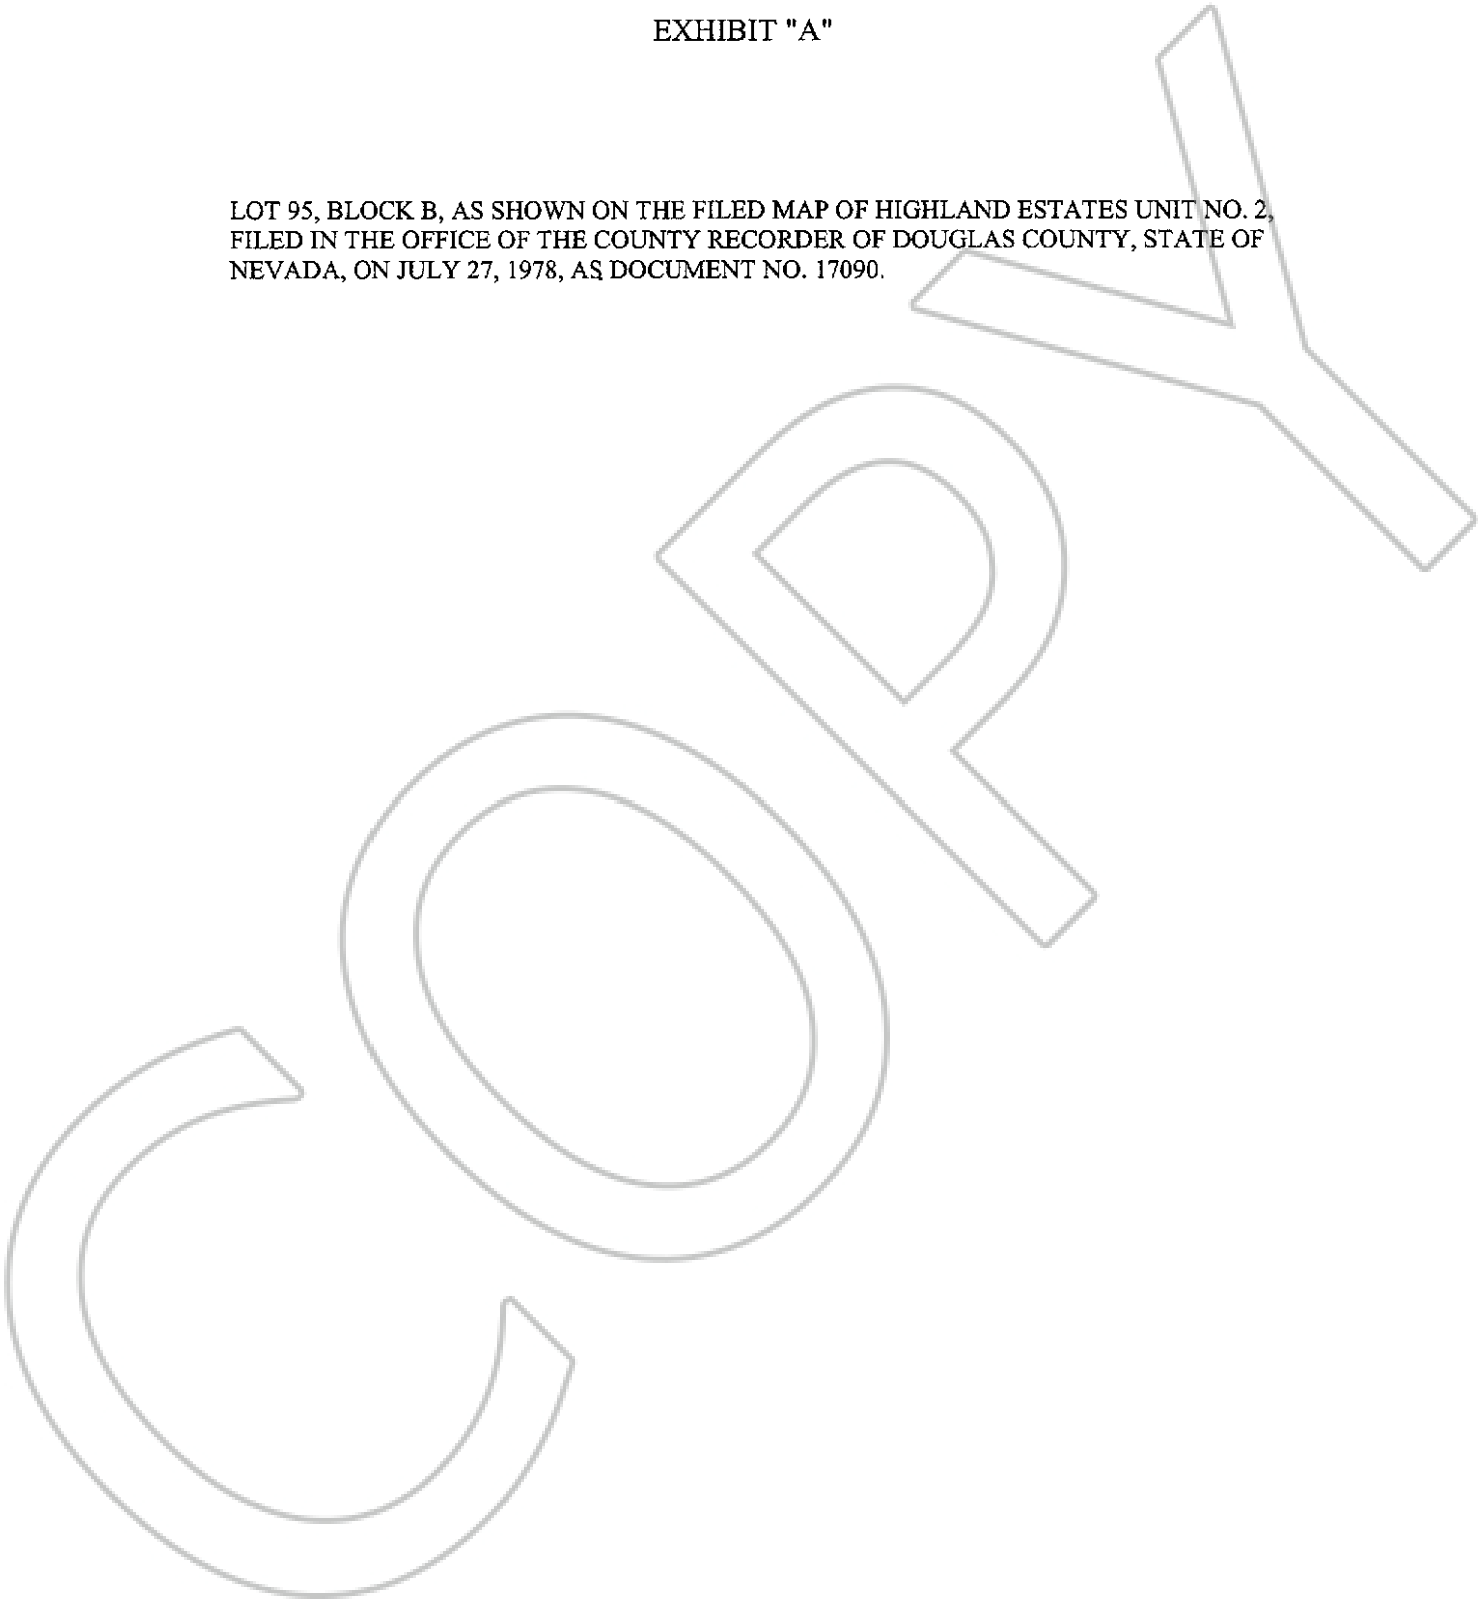 EXHIBIT "A"
LOT 95, BLOCK B, AS SHOWN ON THE FILED MAP OF HIGHLAND ESTATES UNIT NO. 2,
FILED IN THE OFFICE OF THE COUNTY RECORDER OF DOUGLAS COUNTY, STATE OF
NEVADA, ON JULY 27, 1978, AS DOCUMENT NO. 17090.
COPY